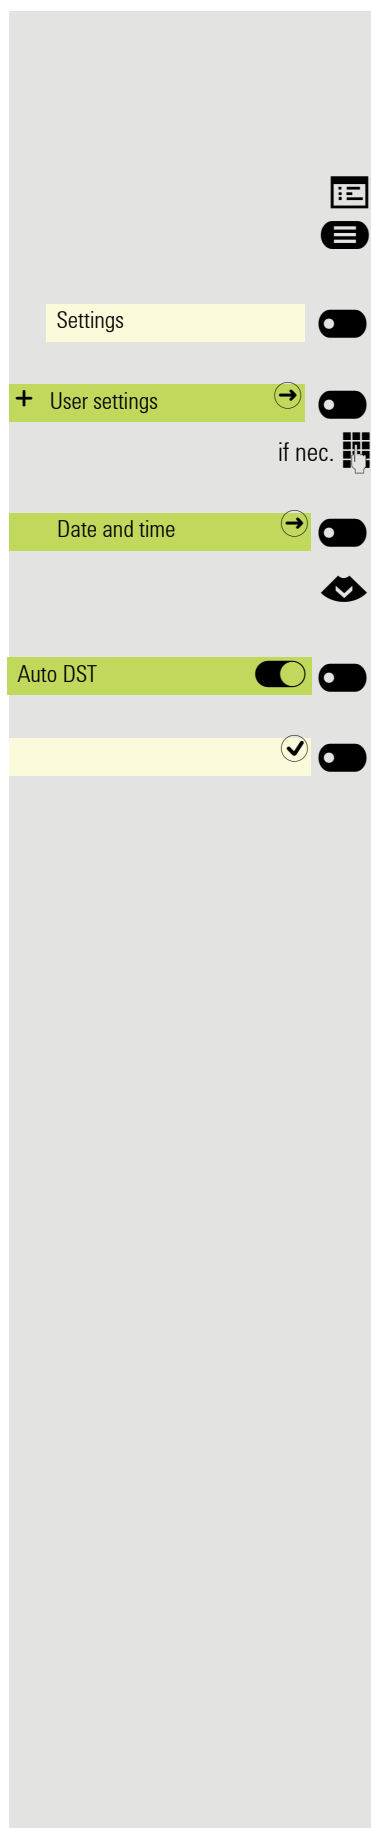 Settings
+ User settings
if nec.
Date and time
Auto DST